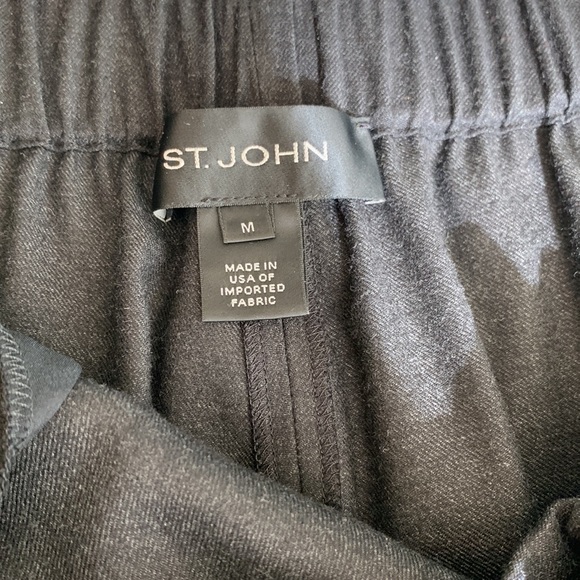 ST. JOHN
M
MADE IN
USA OF
IMPORTED
FABRIC